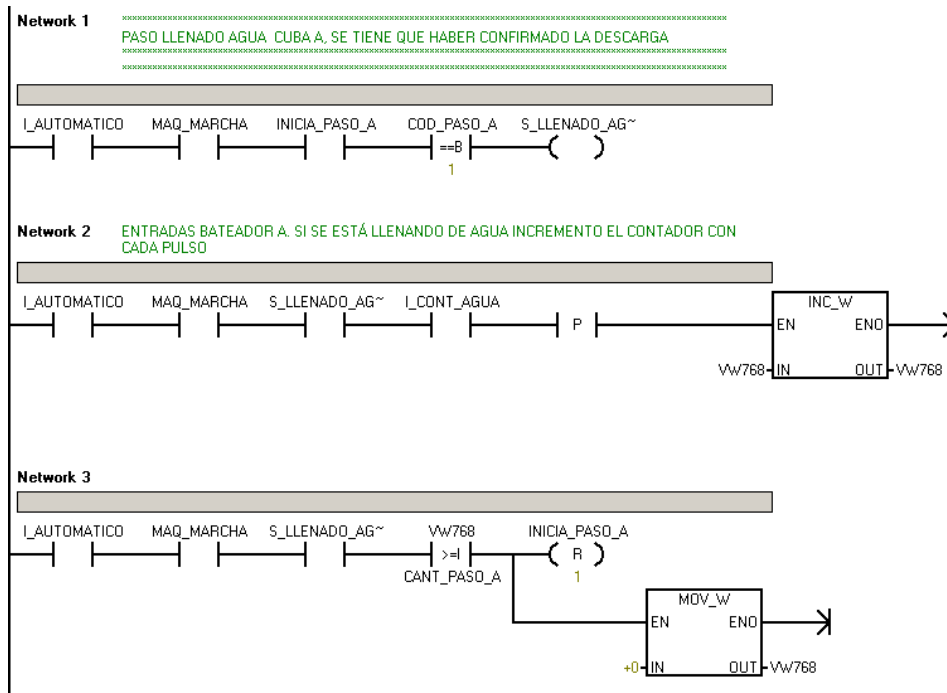 Network 1
××××××××××××××××××××××××××××××××××××××××××××××××××××××××××××××××××××××××××××××××××××××××××××××××××××××××××××××××××××××××
PASO LLENADO AGUA CUBA A, SE TIENE QUE HABER CONFIRMADO LA DESCARGA
××××××××××××××××××××××××××××××××××××××××××××××××××××××××××××××××××××××××××××××××××××××××××××××××××××××××××××××××××××××××
××××××××××××××××××××××××××××××××××××××××××××××××××××××××××××××××××××××××××××××××××××××××××××××××××××××××××××××××××××××××
I_AUTOMATICO MAQ_MARCHA INICIA_PASO_A COD_PASO_A S_LLENADO_AG~
==B
1
Network 2 ENTRADAS BATEADOR A. SI SE ESTÁ LLENANDO DE AGUA INCREMENTO EL CONTADOR CON
CADA PULSO
I_AUTOMATICO MAQ_MARCHA S_LLENADO_AG~ I_CONT_AGUA
P
INC_W
EN ENO
VW768 IN OUT VW768
Network 3
I_AUTOMATICO MAQ_MARCHA S_LLENADO_AG~ VW768 INICIA_PASO_A
>=I R
CANT_PASO_A 1
MOV_W
EN ENO
+0 IN OUT VW768